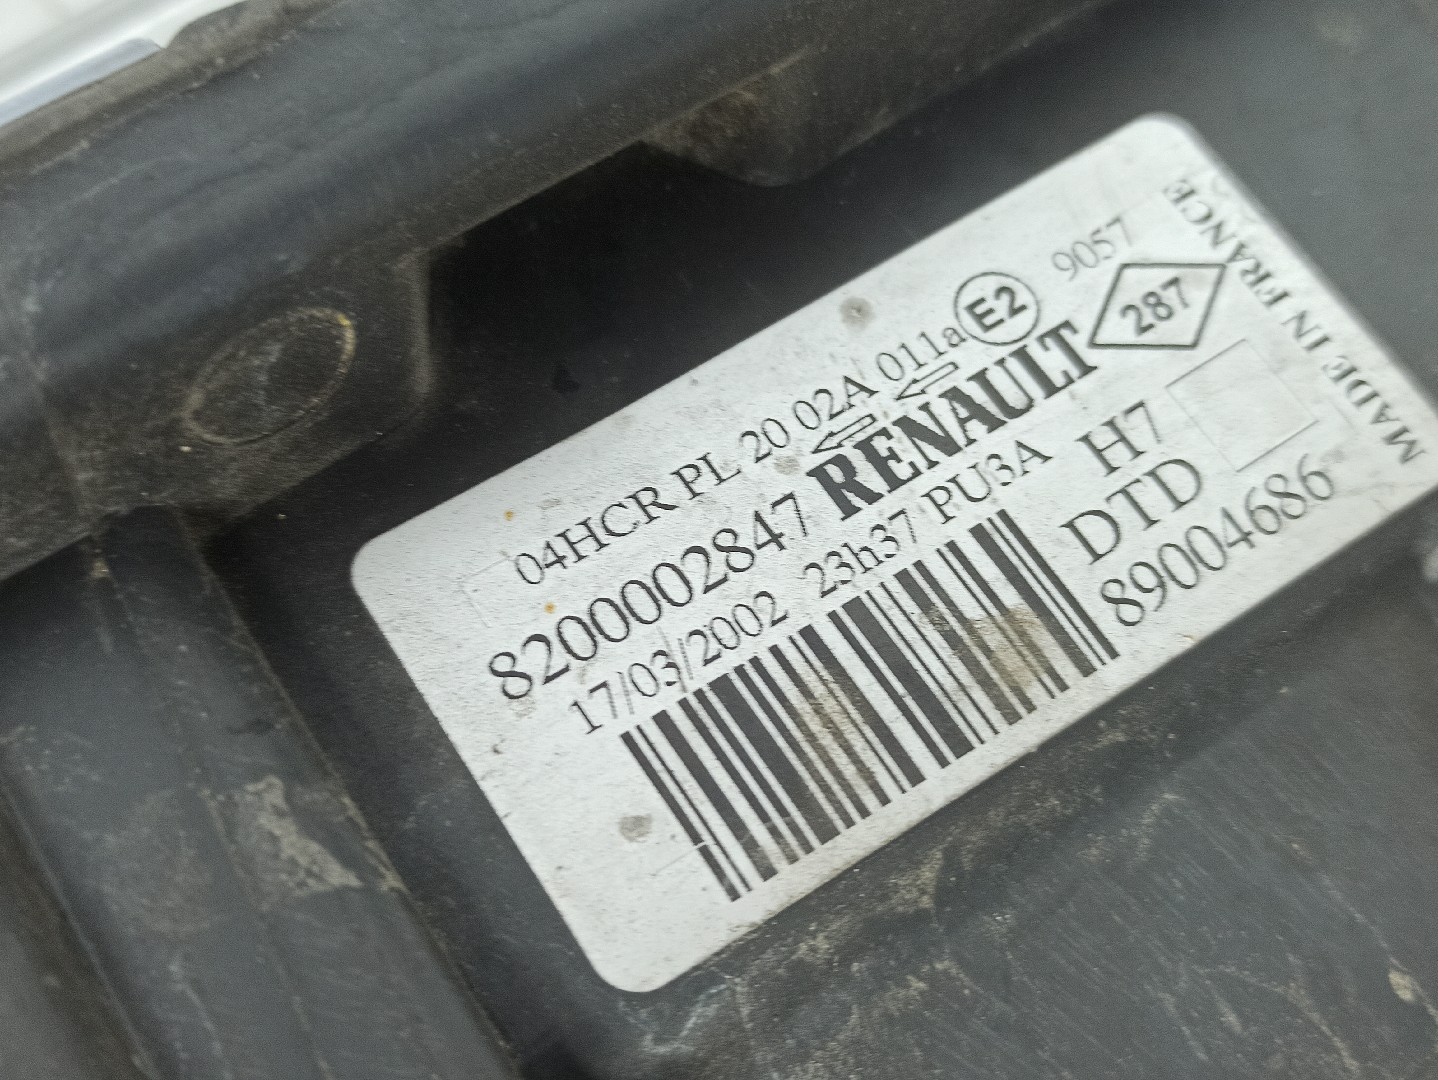 04HCR PL 20 02A 011a E2 9057
8200002847 RENAULT 287
17/03/2002 23h37 PU3A H7
DTD
89004686
MADE IN FRANCE